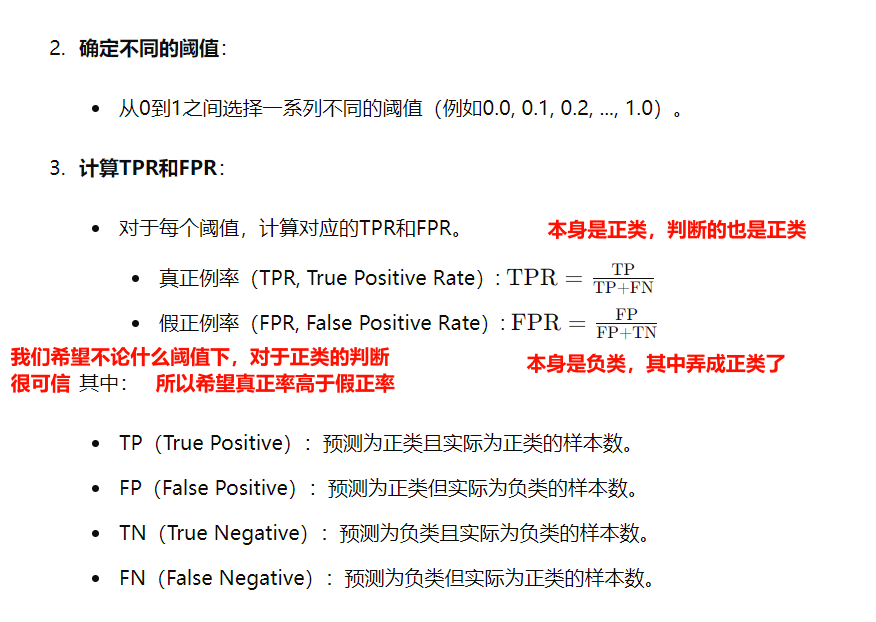 2. 确定不同的阈值：
• 从0到1之间选择一系列不同的阈值（例如0.0, 0.1, 0.2, ..., 1.0）。
3. 计算TPR和FPR：
• 对于每个阈值，计算对应的TPR和FPR。
本身是正类，判断的也是正类
• 真正例率（TPR, True Positive Rate）: TPR = TP/(TP+FN)
• 假正例率（FPR, False Positive Rate）: FPR = FP/(FP+TN)
我们希望不论什么阈值下，对于正类的判断
本身是负类，其中弄成正类了
很可信 其中： 所以希望真正率高于假正率
• TP（True Positive）：预测为正类且实际为正类的样本数。
• FP（False Positive）：预测为正类但实际为负类的样本数。
• TN（True Negative）：预测为负类且实际为负类的样本数。
• FN（False Negative）：预测为负类但实际为正类的样本数。